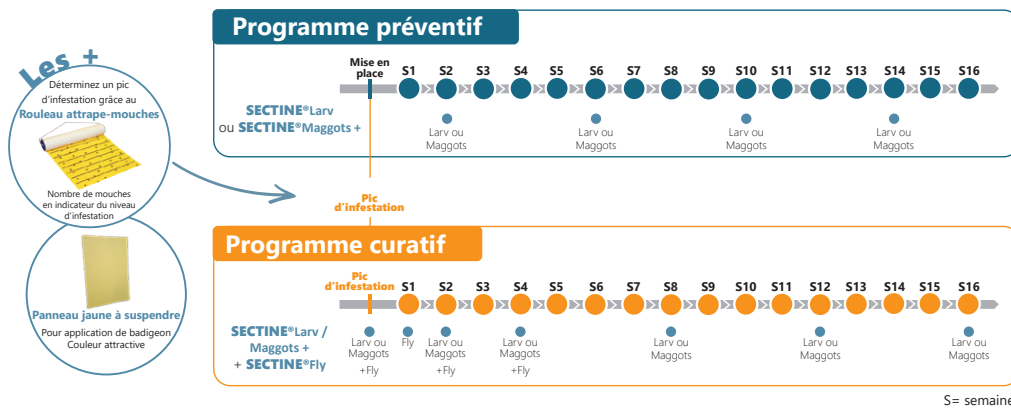 Les +
Déterminez un pic
d'infestation grâce au
Rouleau attrape-mouches
Nombre de mouches
en indicateur du niveau
d'infestation
Panneau jaune à suspendre
Pour application de badigeon
Couleur attractive
Programme préventif
Mise en
place
S1 S2 S3 S4 S5 S6 S7 S8 S9 S10 S11 S12 S13 S14 S15 S16
SECTINE®Larv
ou SECTINE®Maggots +
Larv ou
Maggots
Larv ou
Maggots
Larv ou
Maggots
Larv ou
Maggots
Pic
d'infestation
Programme curatif
Pic
d'infestation
S1 S2 S3 S4 S5 S6 S7 S8 S9 S10 S11 S12 S13 S14 S15 S16
SECTINE®Larv /
Maggots +
+ SECTINE®Fly
Larv ou
Maggots
+Fly
Fly
Larv ou
Maggots
+Fly
Larv ou
Maggots
+Fly
Larv ou
Maggots
Larv ou
Maggots
Larv ou
Maggots
S= semaine